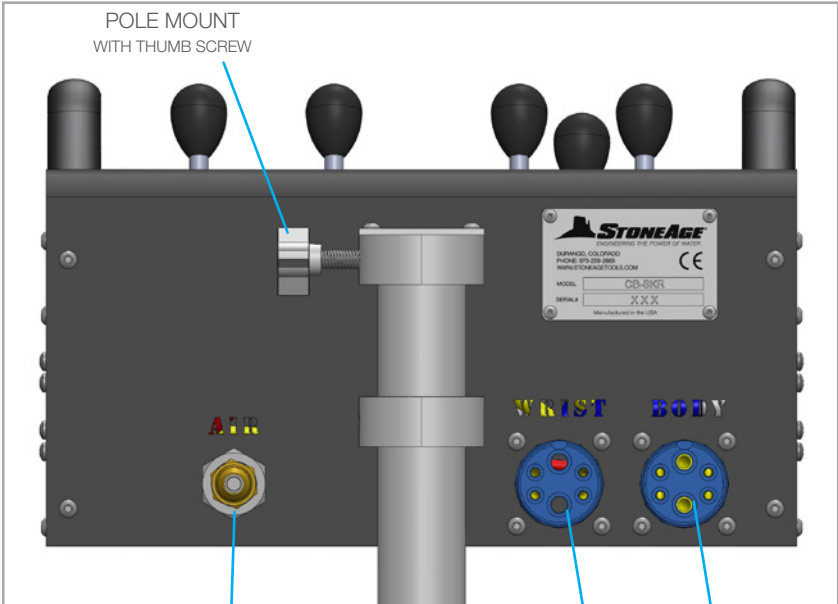 POLE MOUNT
WITH THUMB SCREW
STONEAGE
ENGINEERING THE POWER OF WATER
DURANGO, COLORADO
PHONE: 970-259-2869
WWW.STONEAGETOOLS.COM
CE
MODEL CB-8KR
SERIAL# XXX
Manufactured in the USA
AIR
WRIST
BODY